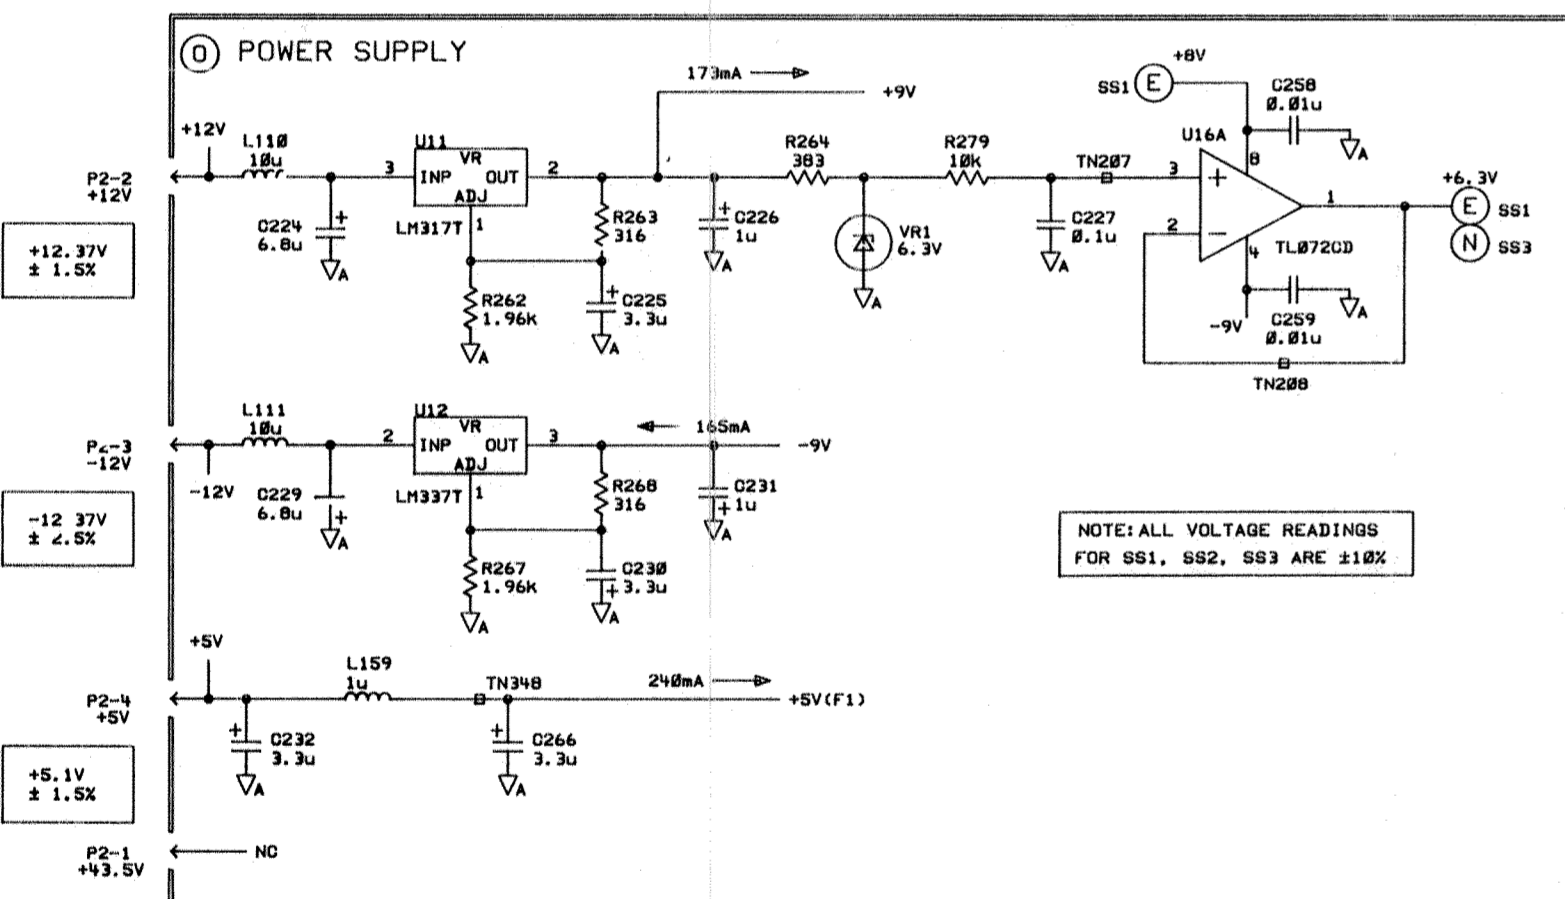 O POWER SUPPLY
173mA
+9V
+8V
SS1 E
C258
0.01u
A
+12V
L110
10u
U11
VR
3 INP OUT 2
ADJ
LM317T 1
P2-2
+12V
+12.37V
± 1.5%
C224
6.8u
+
A
R263
316
R262
1.96k
A
+ C225
3.3u
A
+ C226
1u
A
R264
383
VR1
6.3V
A
R279
10k
C227
0.1u
A
TN207
U16A
3 +
2 -
8
4
1
TL072CD
+6.3V
E SS1
N SS3
-9V
C259
0.01u
A
TN208
L111
10u
U12
VR
2 INP OUT 3
ADJ
LM337T 1
165mA
-9V
P2-3
-12V
-12V
-12 37V
± 2.5%
C229
6.8u
+
A
R268
316
R267
1.96k
A
C230
+ 3.3u
A
C231
+ 1u
A
NOTE: ALL VOLTAGE READINGS
FOR SS1, SS2, SS3 ARE ±10%
+5V
L159
1u
TN348
240mA
+5V(F1)
P2-4
+5V
+5.1V
± 1.5%
+ C232
3.3u
A
+ C266
3.3u
A
P2-1
+43.5V
NC